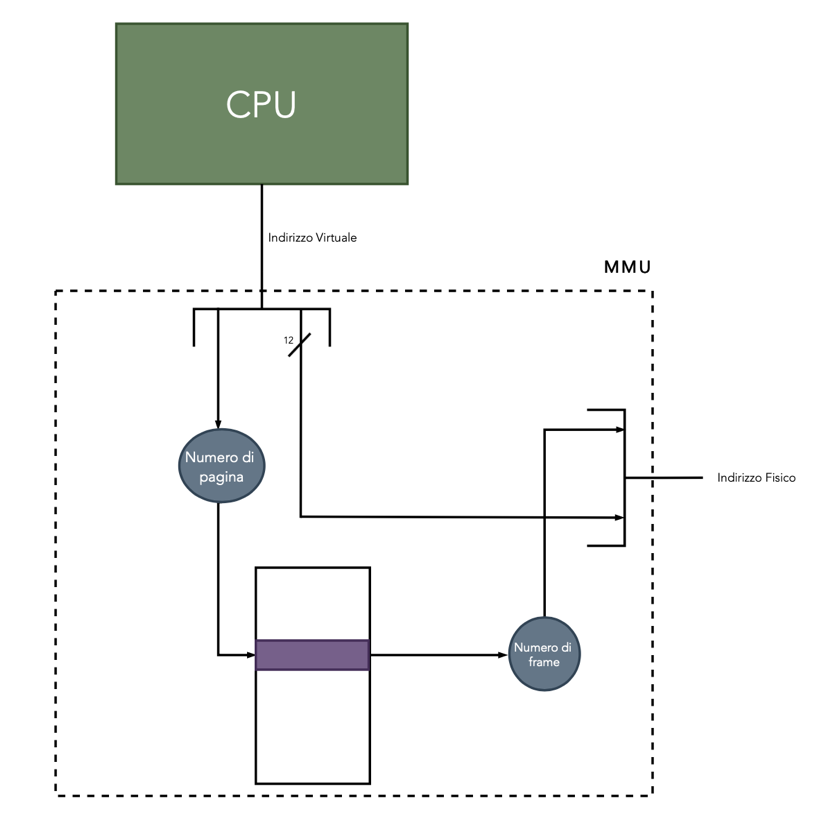 CPU
Indirizzo Virtuale
MMU
12
Numero di
pagina
Indirizzo Fisico
Numero di
frame